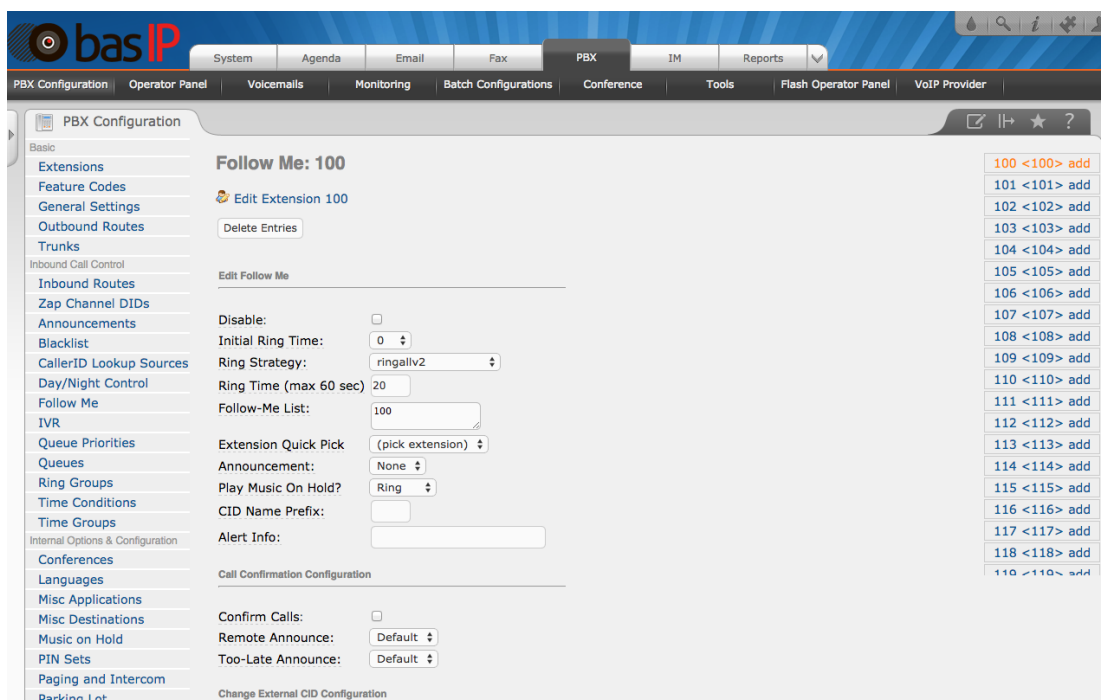 bas IP
System Agenda Email Fax PBX IM Reports
PBX Configuration Operator Panel Voicemails Monitoring Batch Configurations Conference Tools Flash Operator Panel VoIP Provider
PBX Configuration
Basic
Extensions
Feature Codes
General Settings
Outbound Routes
Trunks
Inbound Call Control
Inbound Routes
Zap Channel DIDs
Announcements
Blacklist
CallerID Lookup Sources
Day/Night Control
Follow Me
IVR
Queue Priorities
Queues
Ring Groups
Time Conditions
Time Groups
Internal Options & Configuration
Conferences
Languages
Misc Applications
Misc Destinations
Music on Hold
PIN Sets
Paging and Intercom
Parking Lot
Follow Me: 100
Edit Extension 100
Delete Entries
Edit Follow Me
Disable:
Initial Ring Time: 0
Ring Strategy: ringallv2
Ring Time (max 60 sec) 20
Follow-Me List: 100
Extension Quick Pick (pick extension)
Announcement: None
Play Music On Hold? Ring
CID Name Prefix:
Alert Info:
Call Confirmation Configuration
Confirm Calls:
Remote Announce: Default
Too-Late Announce: Default
Change External CID Configuration
100 <100> add
101 <101> add
102 <102> add
103 <103> add
104 <104> add
105 <105> add
106 <106> add
107 <107> add
108 <108> add
109 <109> add
110 <110> add
111 <111> add
112 <112> add
113 <113> add
114 <114> add
115 <115> add
116 <116> add
117 <117> add
118 <118> add
119 <119> add